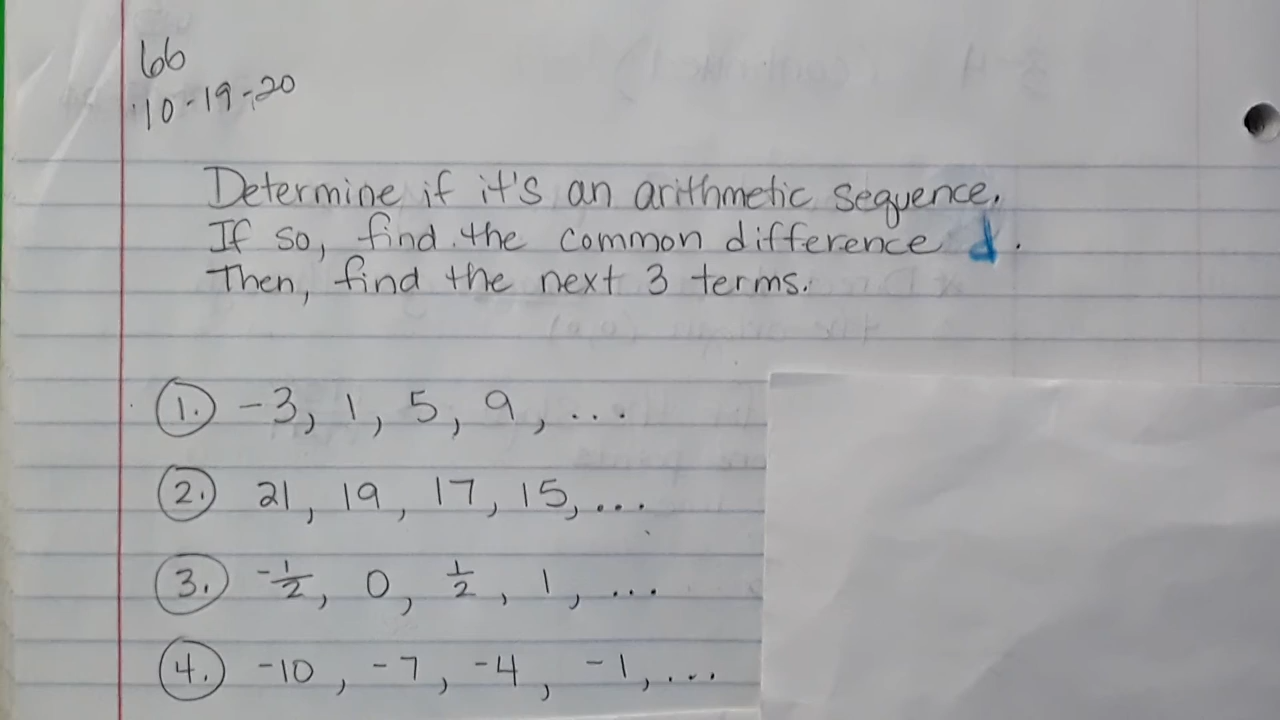 66
10-19-20
Determine if it's an arithmetic sequence.
If so, find the common difference d.
Then, find the next 3 terms.
1. -3, 1, 5, 9, ...
2. 21, 19, 17, 15, ...
3. -1/2, 0, 1/2, 1, ...
4. -10, -7, -4, -1, ...